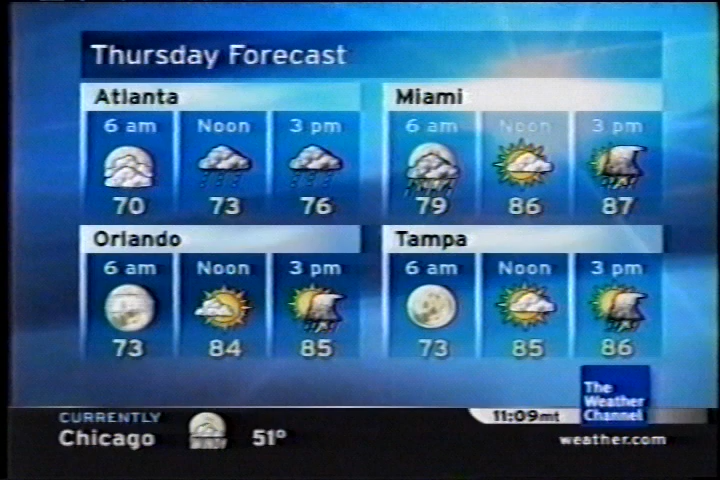 Thursday Forecast
Atlanta
6 am Noon 3 pm
70 73 76
Miami
6 am Noon 3 pm
79 86 87
Orlando
6 am Noon 3 pm
73 84 85
Tampa
6 am Noon 3 pm
73 85 86
The
Weather
Channel
CURRENTLY
Chicago 51°
11:09mt
weather.com